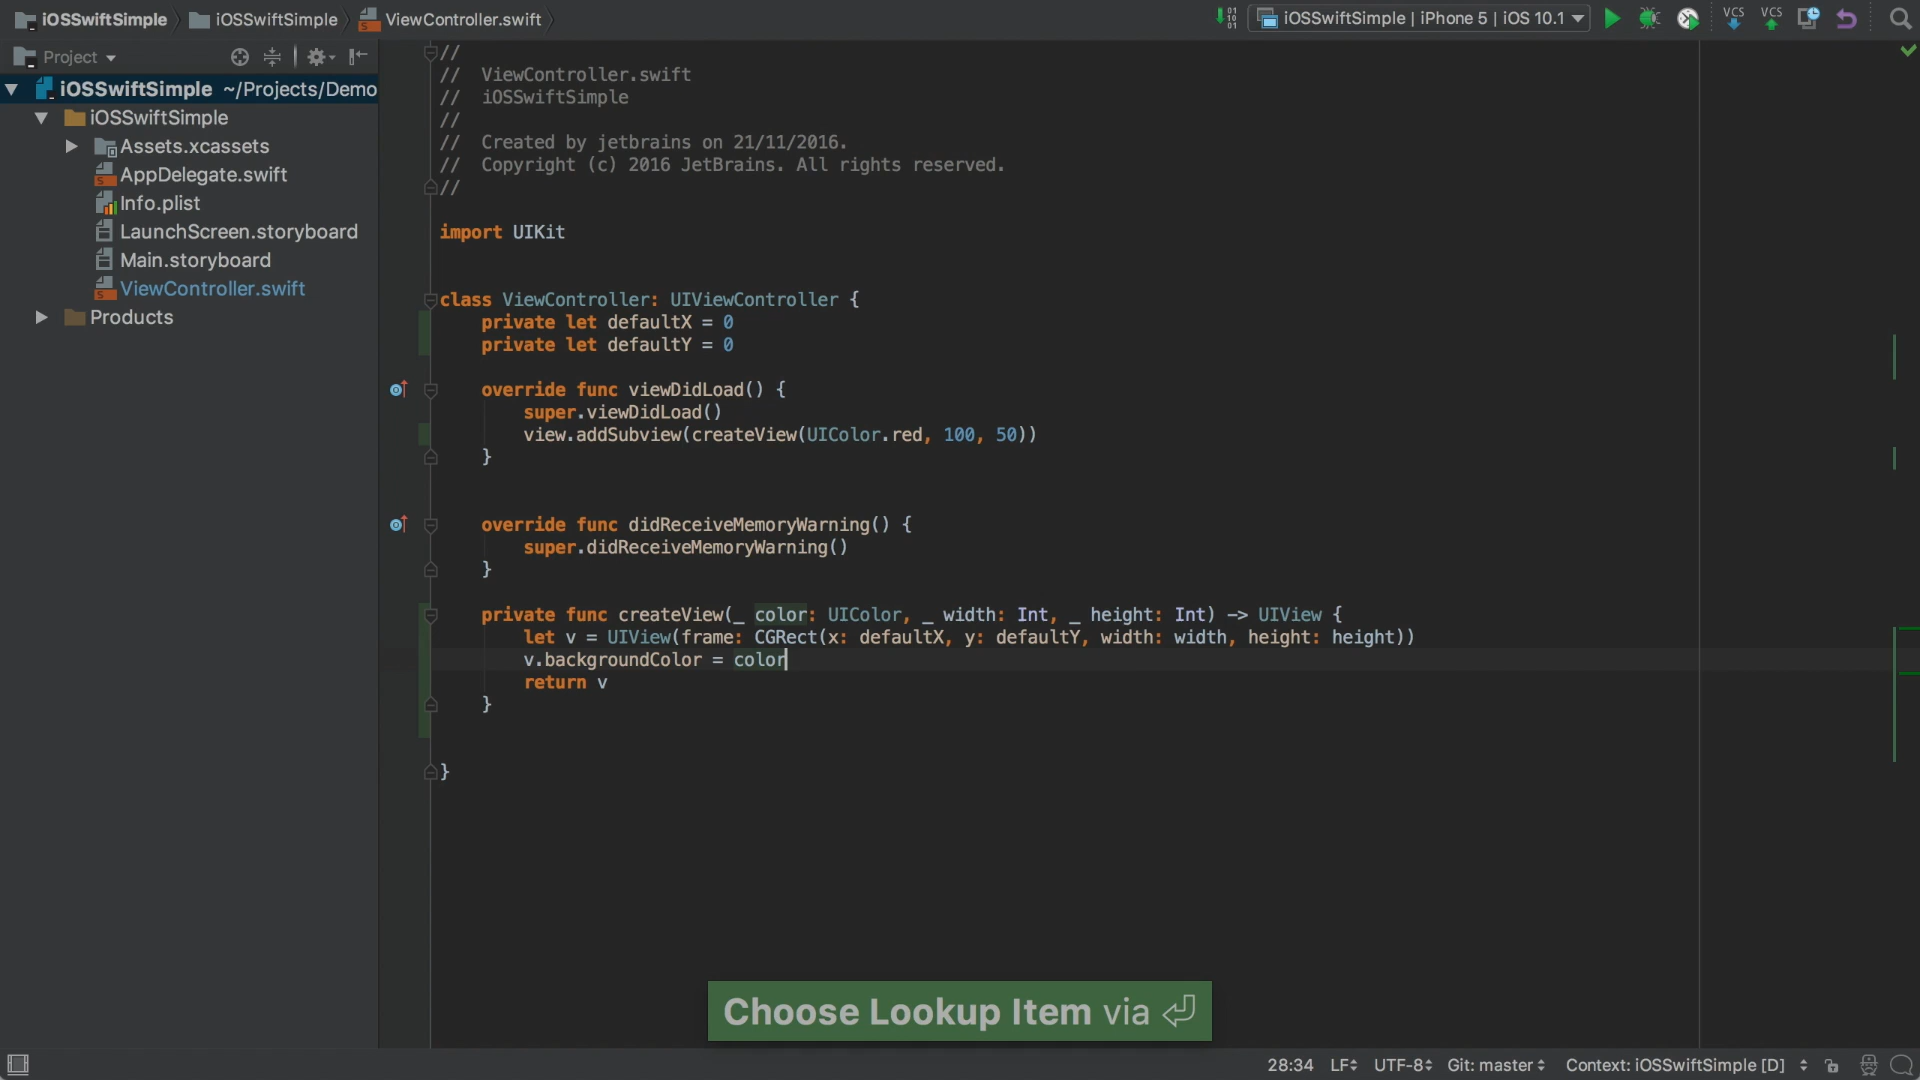 iOSSwiftSimple iOSSwiftSimple ViewController.swift
iOSSwiftSimple | iPhone 5 | iOS 10.1
VCS VCS
Project
iOSSwiftSimple ~/Projects/Demo
iOSSwiftSimple
Assets.xcassets
AppDelegate.swift
Info.plist
LaunchScreen.storyboard
Main.storyboard
ViewController.swift
Products
//
// ViewController.swift
// iOSSwiftSimple
//
// Created by jetbrains on 21/11/2016.
// Copyright (c) 2016 JetBrains. All rights reserved.
//
import UIKit
class ViewController: UIViewController {
private let defaultX = 0
private let defaultY = 0
override func viewDidLoad() {
super.viewDidLoad()
view.addSubview(createView(UIColor.red, 100, 50))
}
override func didReceiveMemoryWarning() {
super.didReceiveMemoryWarning()
}
private func createView(_ color: UIColor, _ width: Int, _ height: Int) -> UIView {
let v = UIView(frame: CGRect(x: defaultX, y: defaultY, width: width, height: height))
v.backgroundColor = color
return v
}
}
Choose Lookup Item via ⏎
28:34 LF UTF-8 Git: master Context: iOSSwiftSimple [D]